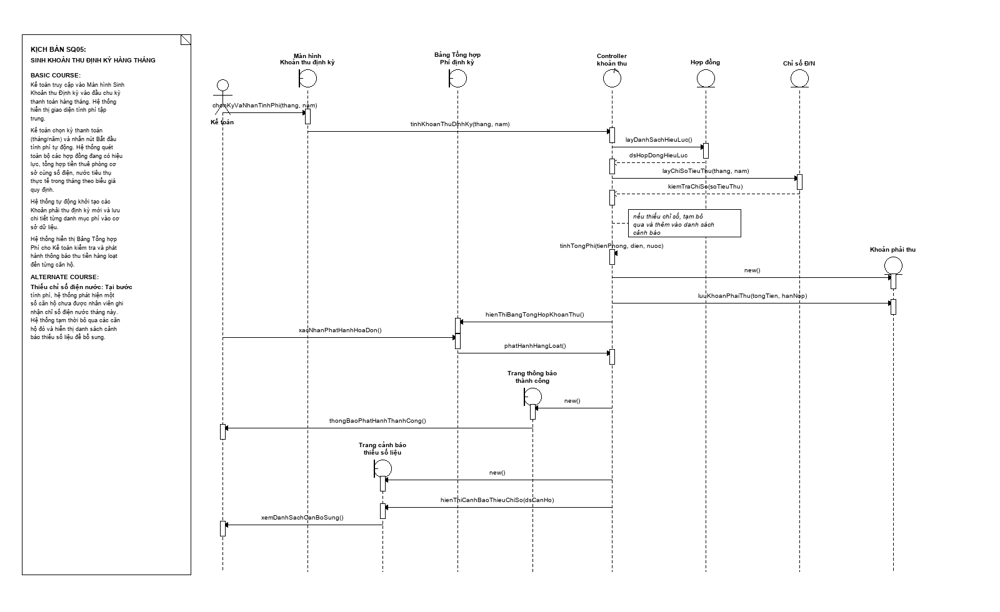 KỊCH BẢN SQ05:
SINH KHOẢN THU ĐỊNH KỲ HÀNG THÁNG
BASIC COURSE:
Kế toán truy cập vào Màn hình Sinh
Khoản thu Định kỳ vào đầu chu kỳ
thanh toán hàng tháng. Hệ thống
hiển thị giao diện tính phí tập
trung.
Kế toán chọn kỳ thanh toán
(tháng/năm) và nhấn nút Bắt đầu
tính phí tự động. Hệ thống quét
toàn bộ các hợp đồng đang có hiệu
lực, tổng hợp tiền thuê phòng cơ
sở cùng số điện, nước tiêu thụ
thực tế trong tháng theo biểu giá
quy định.
Hệ thống tự động khởi tạo các
Khoản phải thu định kỳ mới và lưu
chi tiết từng danh mục phí vào cơ
sở dữ liệu.
Hệ thống hiển thị Bảng Tổng hợp
Phí cho Kế toán kiểm tra và phát
hành thông báo thu tiền hàng loạt
đến từng căn hộ.
ALTERNATE COURSE:
Thiếu chỉ số điện nước: Tại bước
tính phí, hệ thống phát hiện một
số căn hộ chưa được nhân viên ghi
nhận chỉ số điện nước tháng này.
Hệ thống tạm thời bỏ qua các căn
hộ đó và hiển thị danh sách cảnh
báo thiếu số liệu để bổ sung.
Kế toán
Màn hình
Khoản thu định kỳ
Bảng Tổng hợp
Phí định kỳ
Controller
khoản thu
Hợp đồng
Chỉ số Đ/N
chonKyVaNhanTinhPhi(thang, nam)
tinhKhoanThuDinhKy(thang, nam)
layDanhSachHieuLuc()
dsHopDongHieuLuc
layChiSoTieuThu(thang, nam)
kiemTraChiSo(soTieuThu)
nếu thiếu chỉ số, tạm bỏ
qua và thêm vào danh sách
cảnh báo
tinhTongPhi(tienPhong, dien, nuoc)
Khoản phải thu
new()
luuKhoanPhaiThu(tongTien, hanNop)
hienThiBangTongHopKhoanThu()
xacNhanPhatHanhHoaDon()
phatHanhHangLoat()
Trang thông báo
thành công
new()
thongBaoPhatHanhThanhCong()
Trang cảnh báo
thiếu số liệu
new()
hienThiCanhBaoThieuChiSo(dsCanHo)
xemDanhSachCanBoSung()